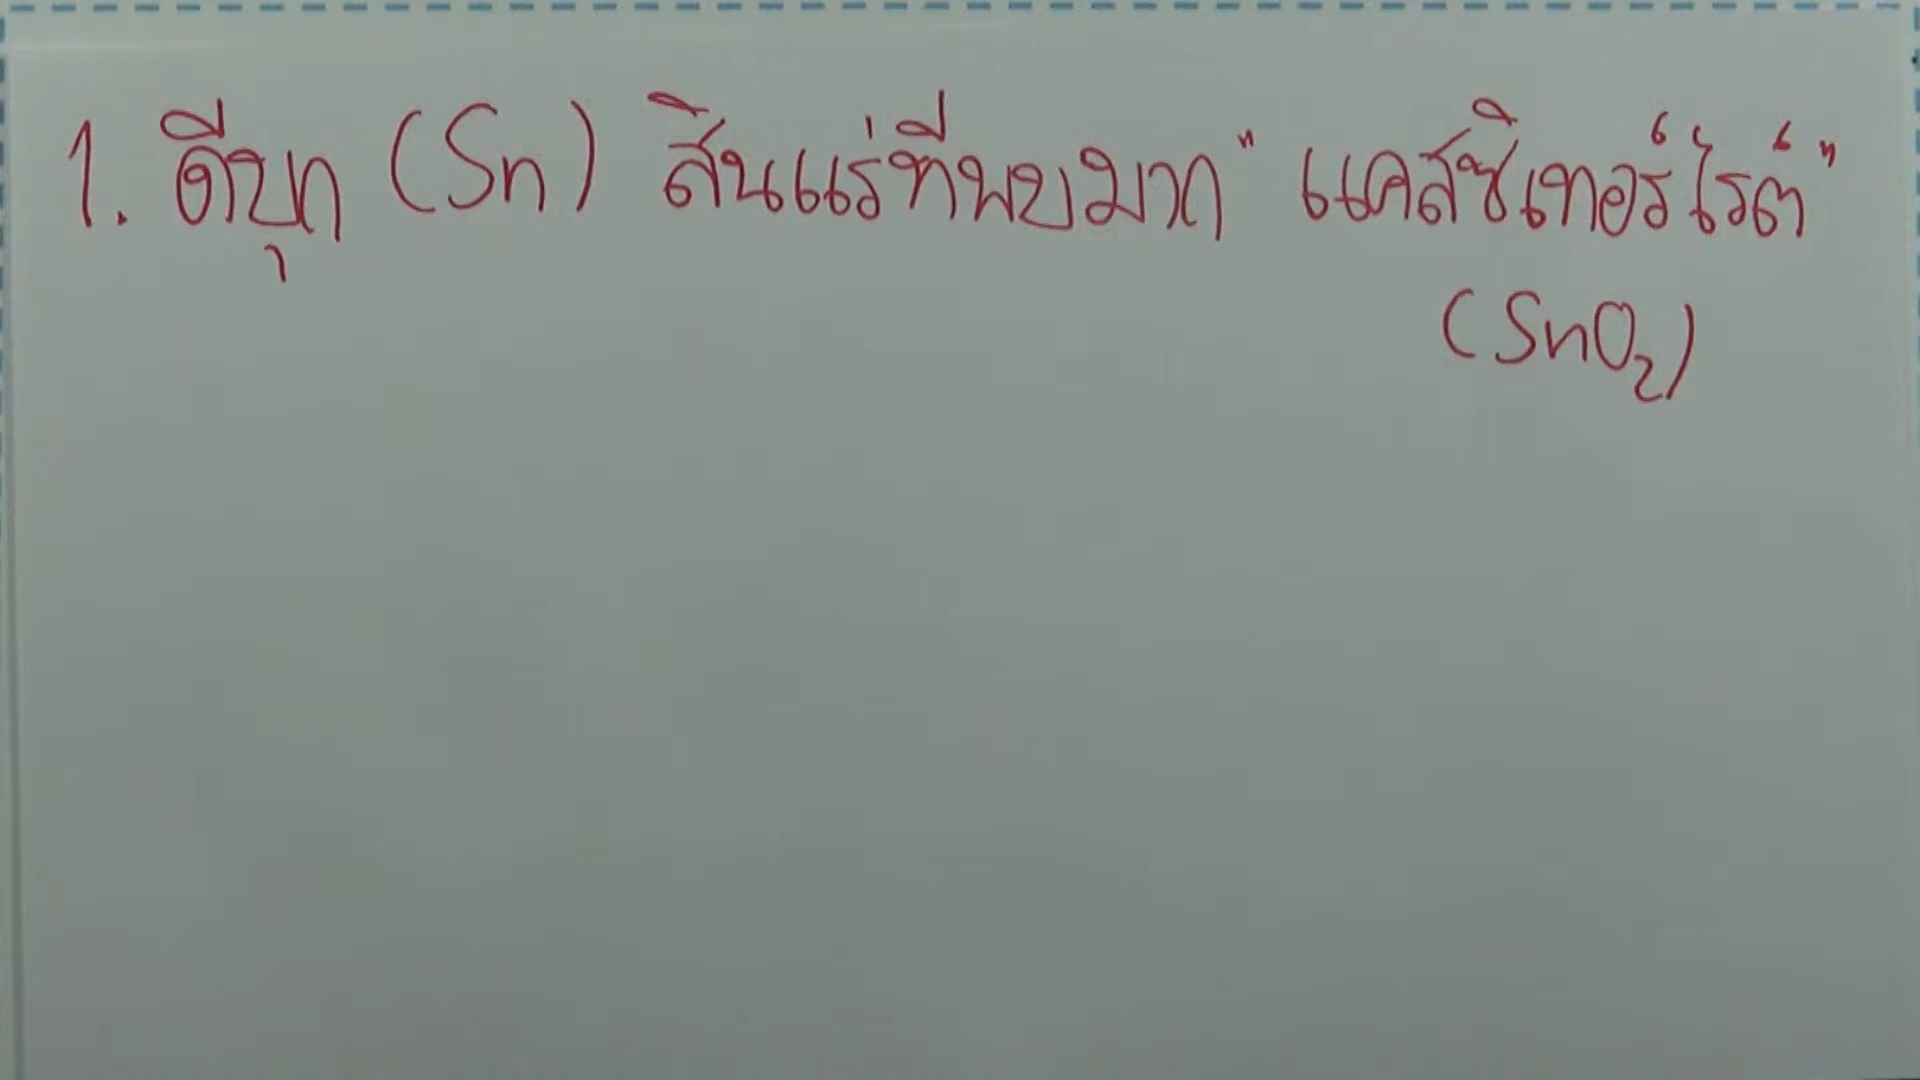 1. ดีบุก (Sn) สินแร่ที่พบมาก " แคสซิเทอร์ไรต์"
(SnO₂)